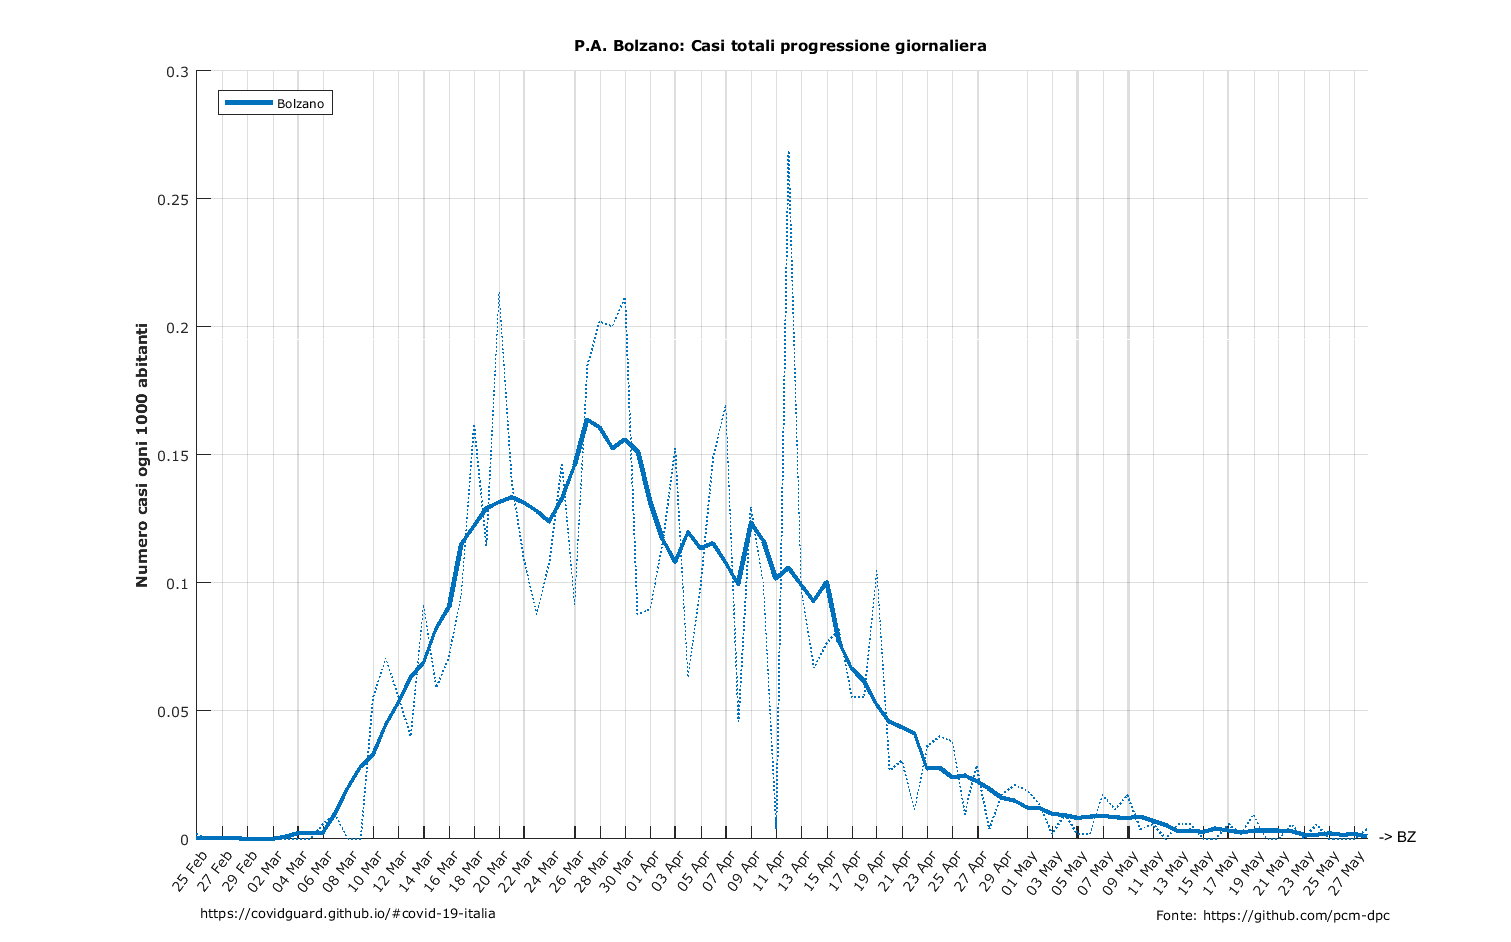 P.A. Bolzano: Casi totali progressione giornaliera
Bolzano
Numero casi ogni 1000 abitanti
0.3
0.25
0.2
0.15
0.1
0.05
0
-> BZ
25 Feb
27 Feb
29 Feb
02 Mar
04 Mar
06 Mar
08 Mar
10 Mar
12 Mar
14 Mar
16 Mar
18 Mar
20 Mar
22 Mar
24 Mar
26 Mar
28 Mar
30 Mar
01 Apr
03 Apr
05 Apr
07 Apr
09 Apr
11 Apr
13 Apr
15 Apr
17 Apr
19 Apr
21 Apr
23 Apr
25 Apr
27 Apr
29 Apr
01 May
03 May
05 May
07 May
09 May
11 May
13 May
15 May
17 May
19 May
21 May
23 May
25 May
27 May
https://covidguard.github.io/#covid-19-italia
Fonte: https://github.com/pcm-dpc